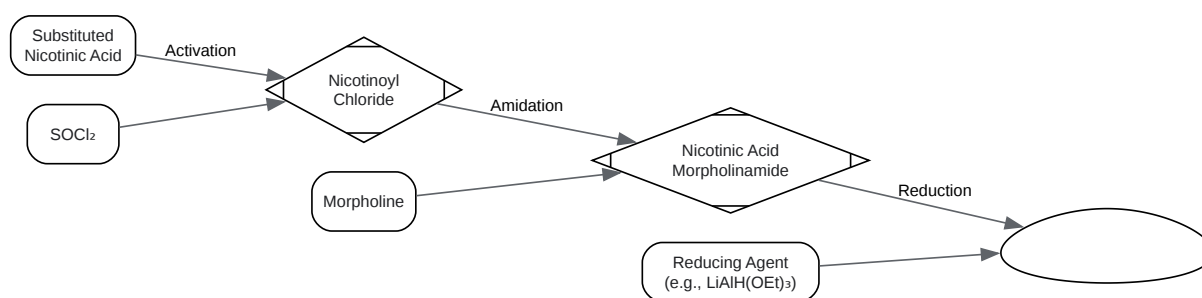 Substituted
Nicotinic Acid
Activation
SOCl₂
Nicotinoyl
Chloride
Amidation
Morpholine
Nicotinic Acid
Morpholinamide
Reduction
Reducing Agent
(e.g., LiAlH(OEt)₃)